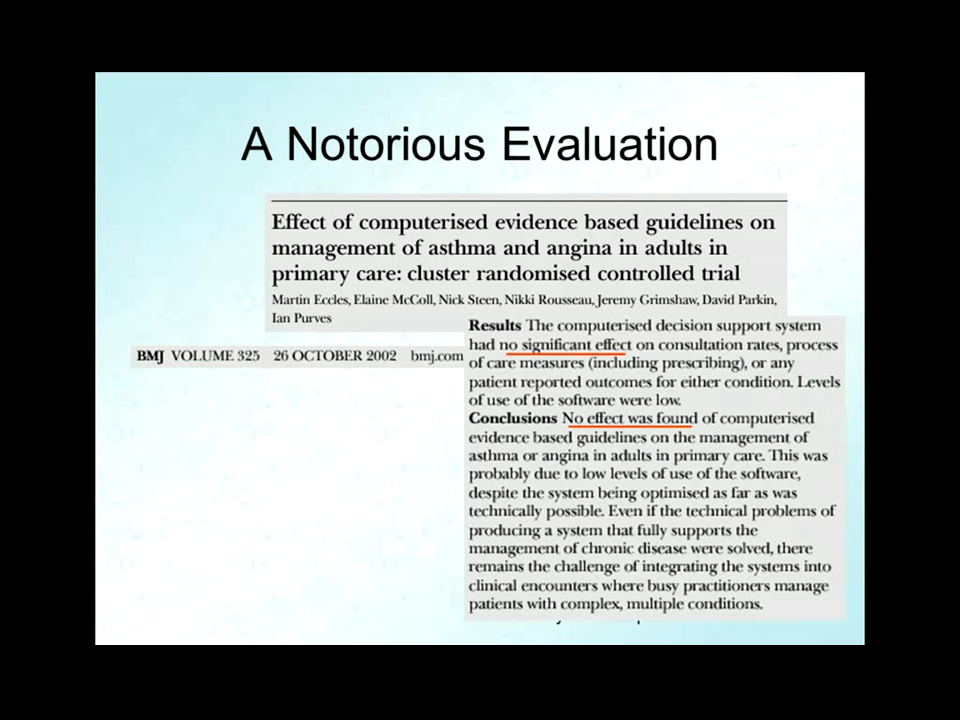 A Notorious Evaluation
Effect of computerised evidence based guidelines on
management of asthma and angina in adults in
primary care: cluster randomised controlled trial
Martin Eccles, Elaine McColl, Nick Steen, Nikki Rousseau, Jeremy Grimshaw, David Parkin,
Ian Purves
BMJ VOLUME 325 26 OCTOBER 2002 bmj.com
Results The computerised decision support system
had no significant effect on consultation rates, process
of care measures (including prescribing), or any
patient reported outcomes for either condition. Levels
of use of the software were low.
Conclusions No effect was found of computerised
evidence based guidelines on the management of
asthma or angina in adults in primary care. This was
probably due to low levels of use of the software,
despite the system being optimised as far as was
technically possible. Even if the technical problems of
producing a system that fully supports the
management of chronic disease were solved, there
remains the challenge of integrating the systems into
clinical encounters where busy practitioners manage
patients with complex, multiple conditions.